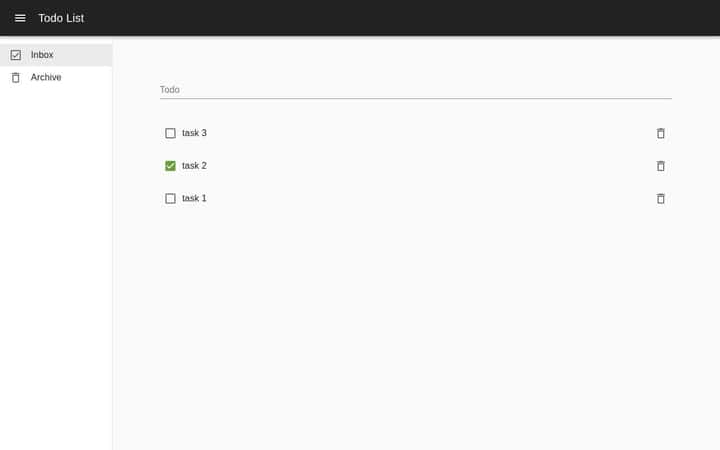 Todo List
Inbox
Archive
Todo
task 3
task 2
task 1